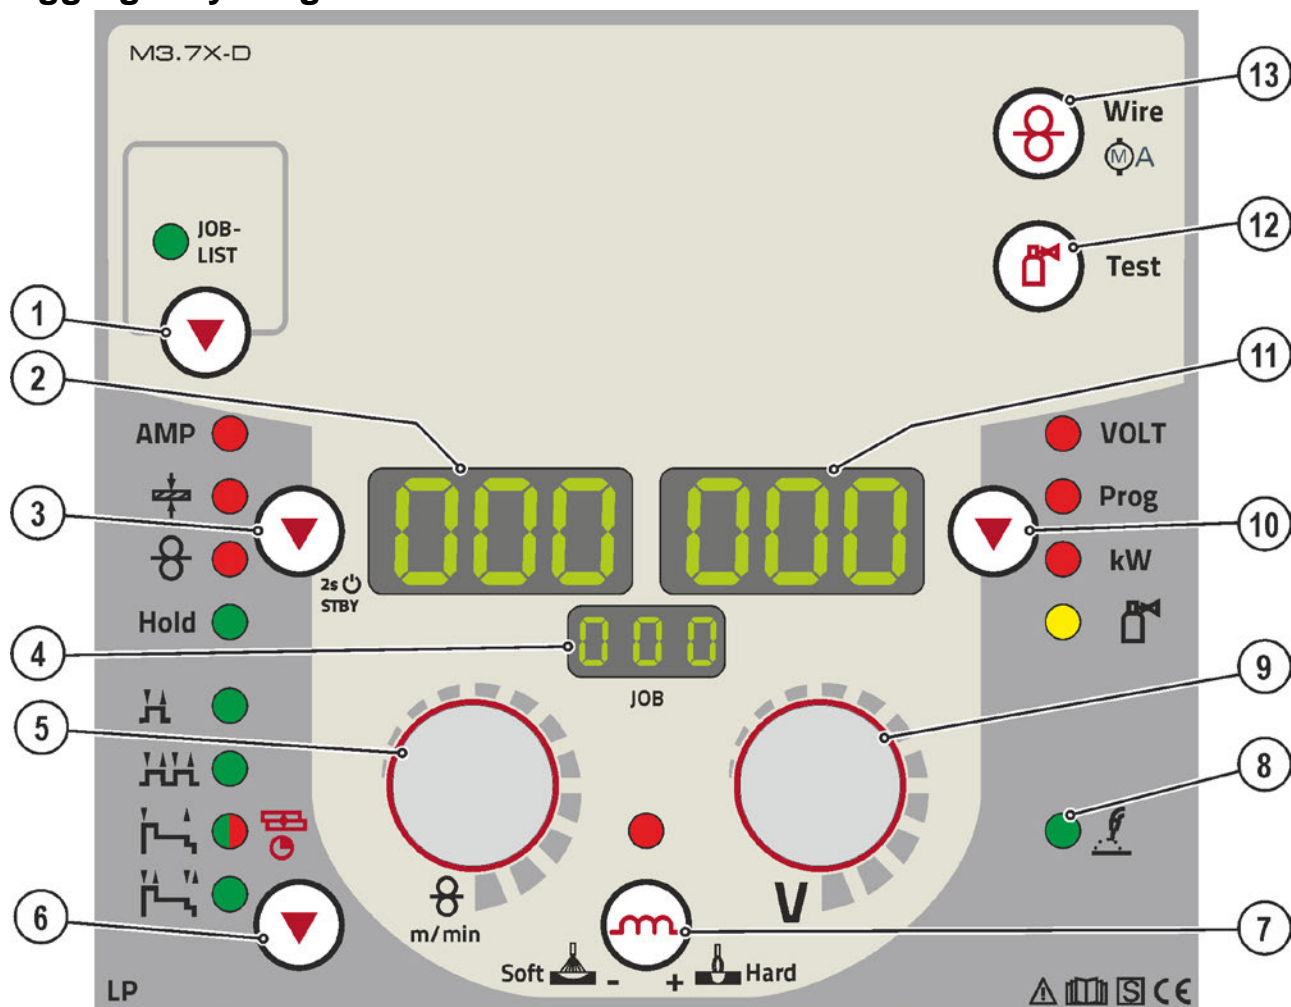 M3.7X-D
13
Wire
M A
12
Test
JOB-
LIST
1
2
11
AMP
VOLT
000
000
3
Prog
10
kW
2s
STBY
Hold
4
000
JOB
5
9
8
6
m/min
V
7
Soft - + Hard
LP
S CE